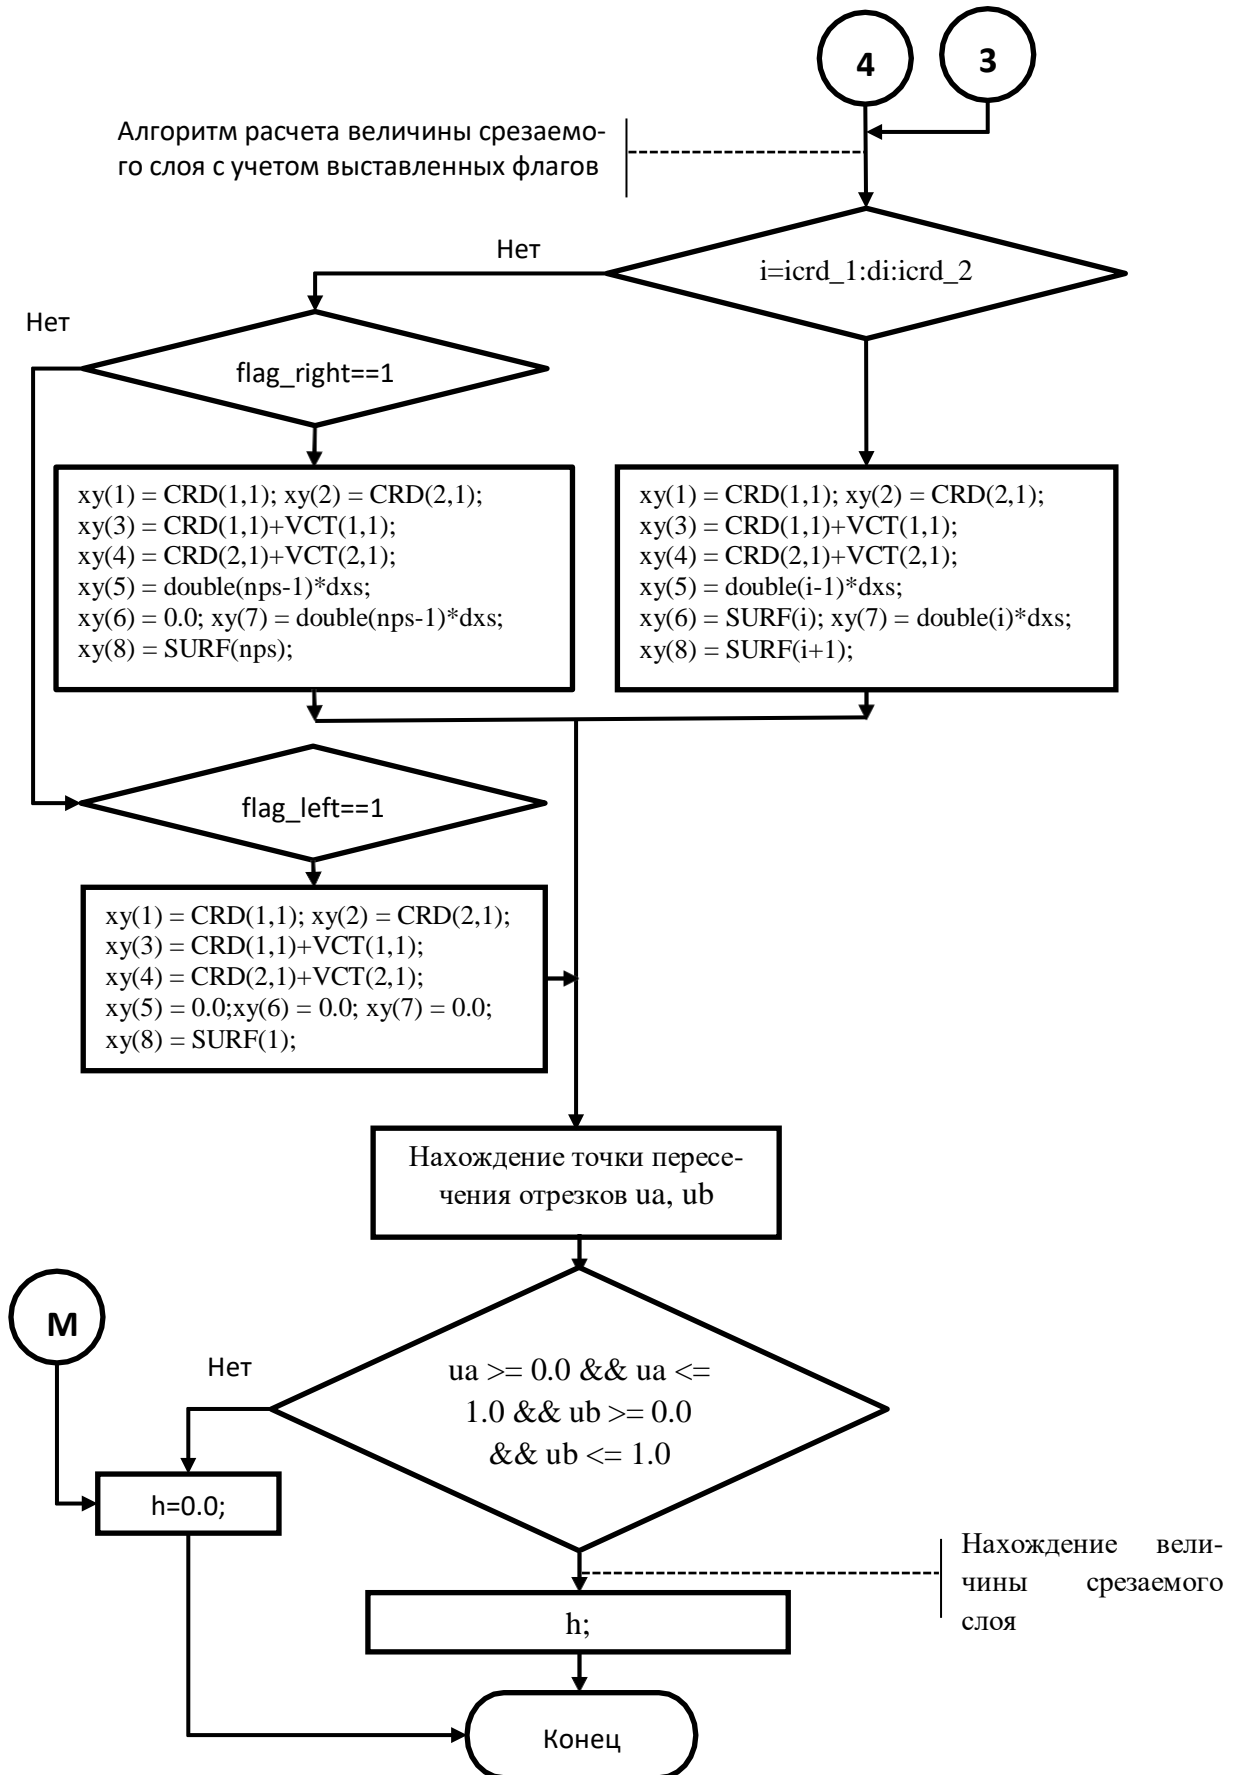 4
3
Алгоритм расчета величины срезаемо-
го слоя с учетом выставленных флагов
Нет
i=icrd_1:di:icrd_2
Нет
flag_right==1
xy(1) = CRD(1,1); xy(2) = CRD(2,1);
xy(3) = CRD(1,1)+VCT(1,1);
xy(4) = CRD(2,1)+VCT(2,1);
xy(5) = double(nps-1)*dxs;
xy(6) = 0.0; xy(7) = double(nps-1)*dxs;
xy(8) = SURF(nps);
xy(1) = CRD(1,1); xy(2) = CRD(2,1);
xy(3) = CRD(1,1)+VCT(1,1);
xy(4) = CRD(2,1)+VCT(2,1);
xy(5) = double(i-1)*dxs;
xy(6) = SURF(i); xy(7) = double(i)*dxs;
xy(8) = SURF(i+1);
flag_left==1
xy(1) = CRD(1,1); xy(2) = CRD(2,1);
xy(3) = CRD(1,1)+VCT(1,1);
xy(4) = CRD(2,1)+VCT(2,1);
xy(5) = 0.0;xy(6) = 0.0; xy(7) = 0.0;
xy(8) = SURF(1);
Нахождение точки пересе-
чения отрезков ua, ub
М
Нет
ua >= 0.0 && ua <=
1.0 && ub >= 0.0
&& ub <= 1.0
h=0.0;
Нахождение вели-
чины срезаемого
слоя
h;
Конец